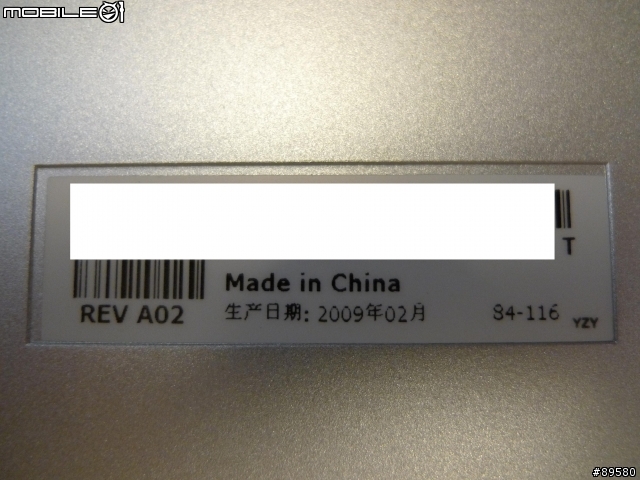 MOBILE01
T
Made in China
REV A02
生产日期: 2009年02月
84-116
YZY
#89580